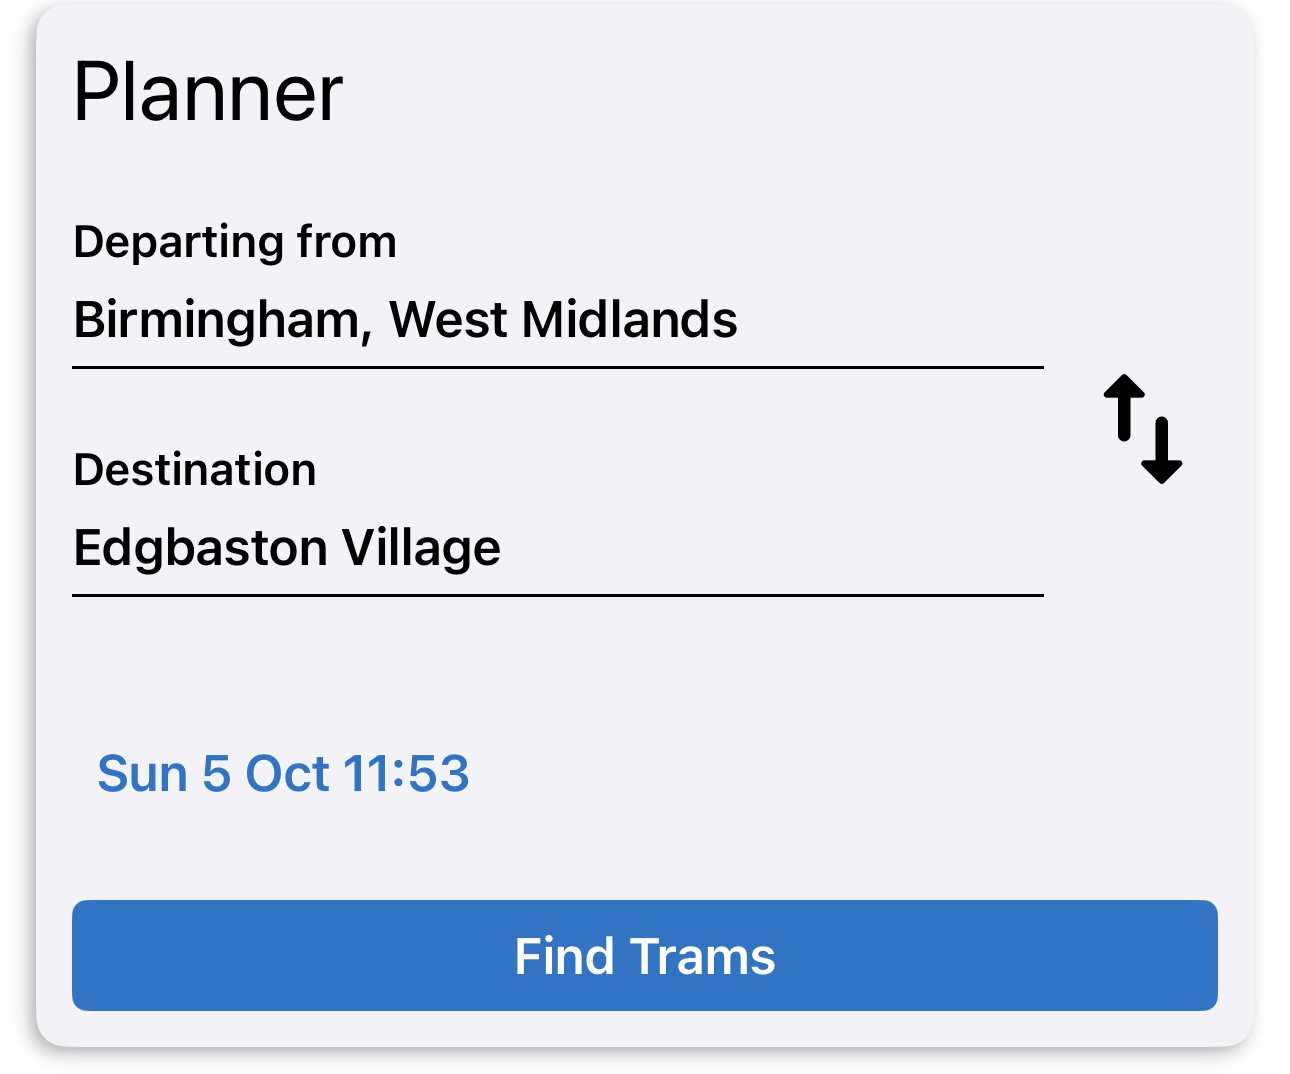 Planner
Departing from
Birmingham, West Midlands
Destination
Edgbaston Village
Sun 5 Oct 11:53
Find Trams